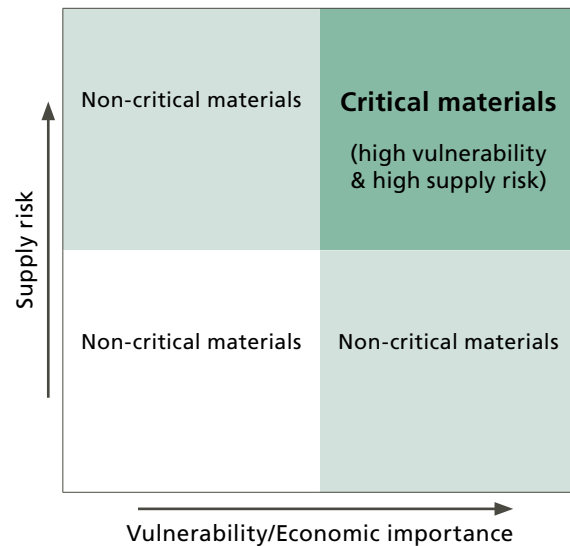 Non-critical materials
Critical materials
(high vulnerability
& high supply risk)
Supply risk
Non-critical materials
Non-critical materials
Vulnerability/Economic importance